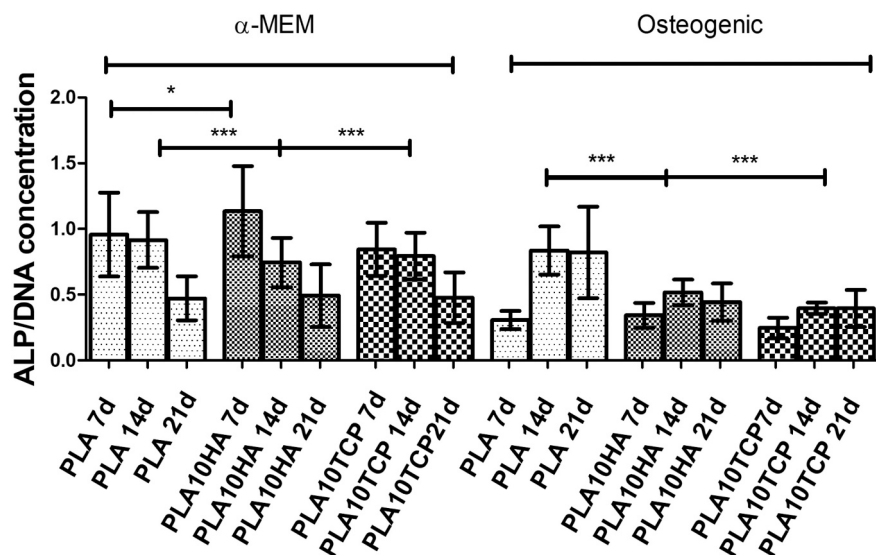 α-MEM
Osteogenic
ALP/DNA concentration
2.0
1.5
1.0
0.5
0.0
*
***
***
***
***
PLA 7d
PLA 14d
PLA 21d
PLA10HA 7d
PLA10HA 14d
PLA10HA 21d
PLA10TCP 7d
PLA10TCP 14d
PLA10TCP21d
PLA 7d
PLA 14d
PLA 21d
PLA10HA 7d
PLA10HA 14d
PLA10HA 21d
PLA10TCP7d
PLA10TCP 14d
PLA10TCP 21d